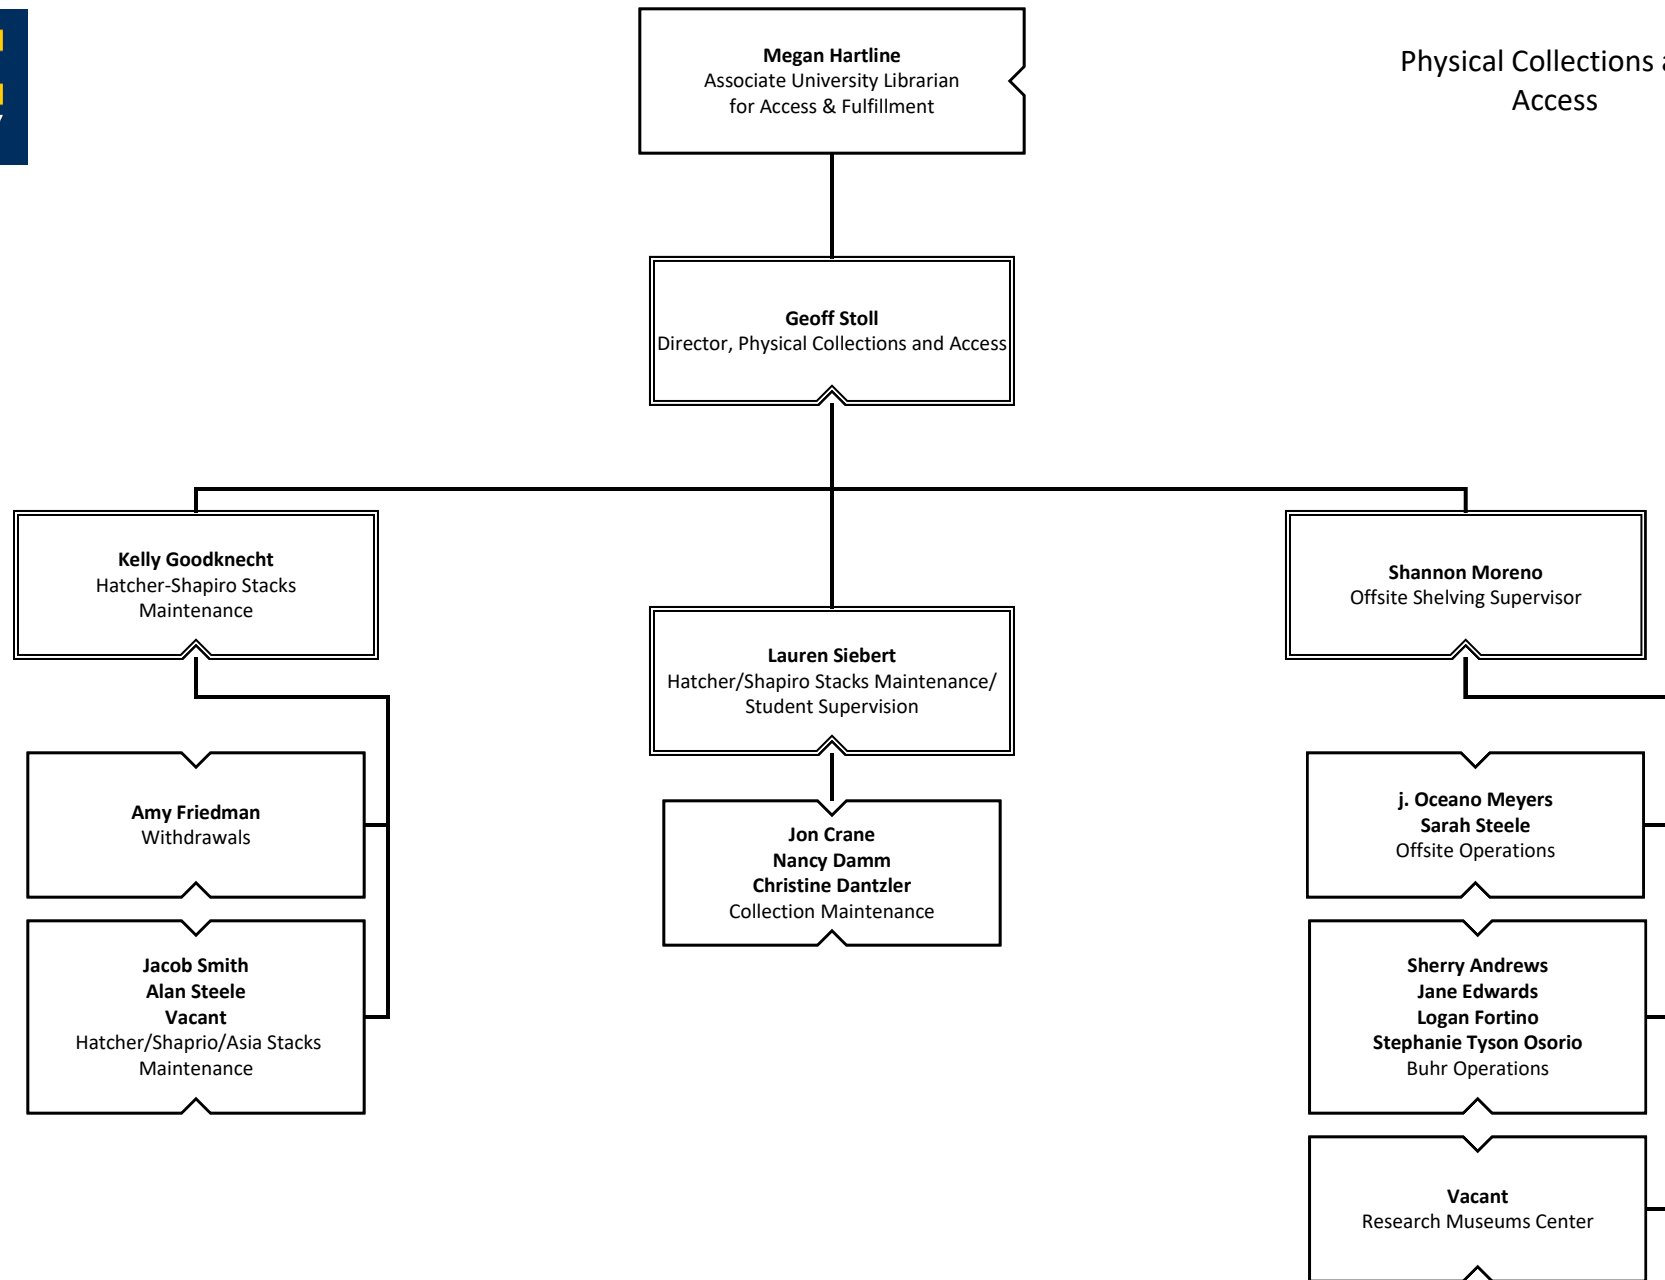 Megan Hartline
Associate University Librarian
for Access & Fulfillment
Physical Collections
Access
Geoff Stoll
Director, Physical Collections and Access
Kelly Goodknecht
Hatcher-Shapiro Stacks
Maintenance
Lauren Siebert
Hatcher/Shapiro Stacks Maintenance/
Student Supervision
Shannon Moreno
Offsite Shelving Supervisor
Amy Friedman
Withdrawals
Jacob Smith
Alan Steele
Vacant
Hatcher/Shaprio/Asia Stacks
Maintenance
Jon Crane
Nancy Damm
Christine Dantzler
Collection Maintenance
j. Oceano Meyers
Sarah Steele
Offsite Operations
Sherry Andrews
Jane Edwards
Logan Fortino
Stephanie Tyson Osorio
Buhr Operations
Vacant
Research Museums Center